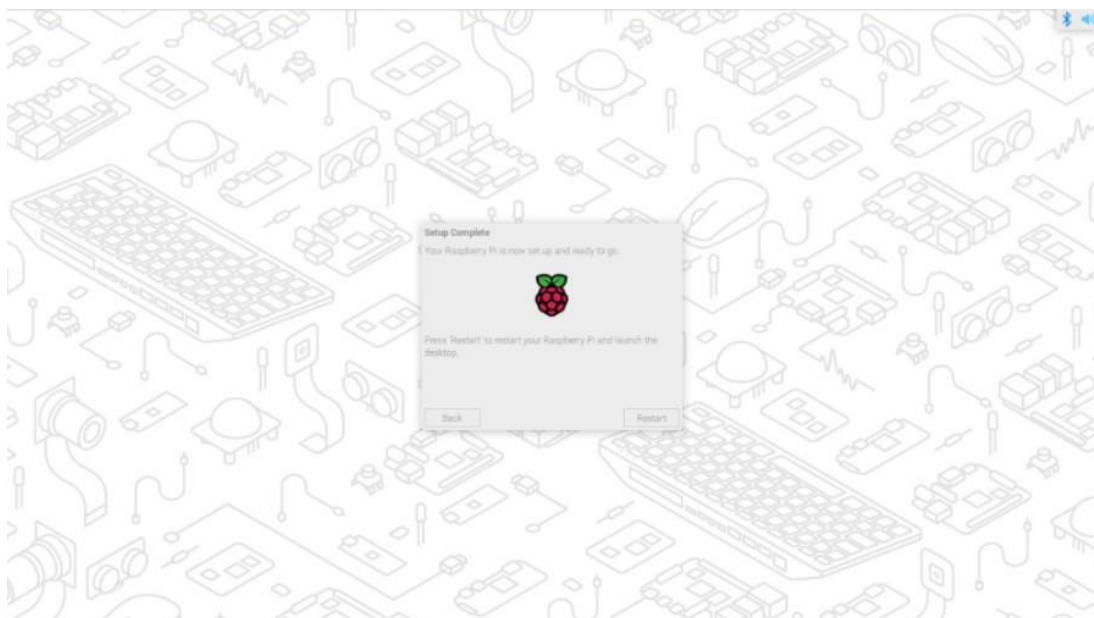 Setup Complete
Your Raspberry Pi is now set up and ready to go.
Press 'Restart' to restart your Raspberry Pi and launch the
desktop.
Back
Restart